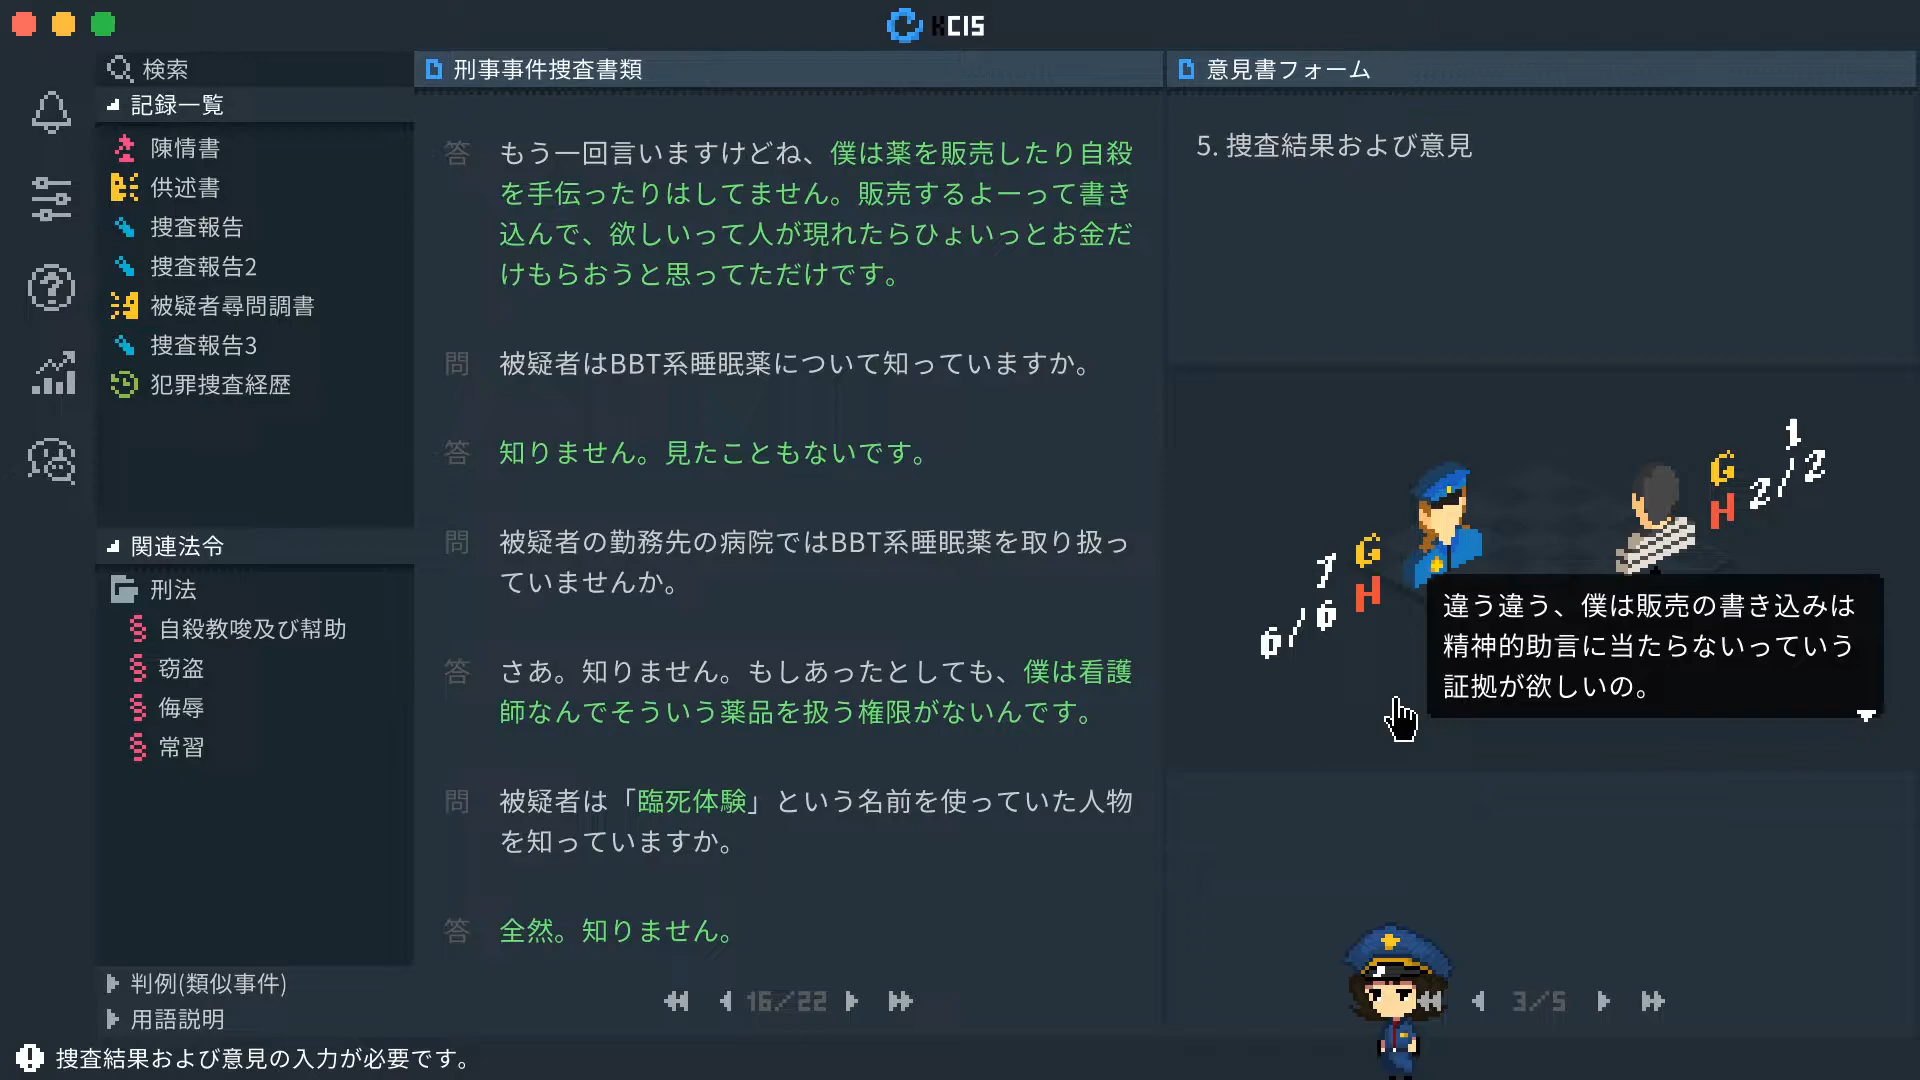 KCIS
検索
記録一覧
陳情書
供述書
捜査報告
捜査報告2
被疑者尋問調書
捜査報告3
犯罪捜査経歴
関連法令
刑法
自殺教唆及び幇助
窃盗
侮辱
常習
判例(類似事件)
用語説明
捜査結果および意見の入力が必要です。
刑事事件捜査書類
答 もう一回言いますけどね、僕は薬を販売したり自殺
を手伝ったりはしてません。販売するよーって書き
込んで、欲しいって人が現れたらひょいっとお金だ
けもらおうと思ってただけです。
問 被疑者はBBT系睡眠薬について知っていますか。
答 知りません。見たこともないです。
問 被疑者の勤務先の病院ではBBT系睡眠薬を取り扱っ
ていませんか。
答 さあ。知りません。もしあったとしても、僕は看護
師なんでそういう薬品を扱う権限がないんです。
問 被疑者は「臨死体験」という名前を使っていた人物
を知っていますか。
答 全然。知りません。
16/22
意見書フォーム
5. 捜査結果および意見
1
G
H 2/2
1 G
H
6/6
違う違う、僕は販売の書き込みは
精神的助言に当たらないっていう
証拠が欲しいの。
3/5